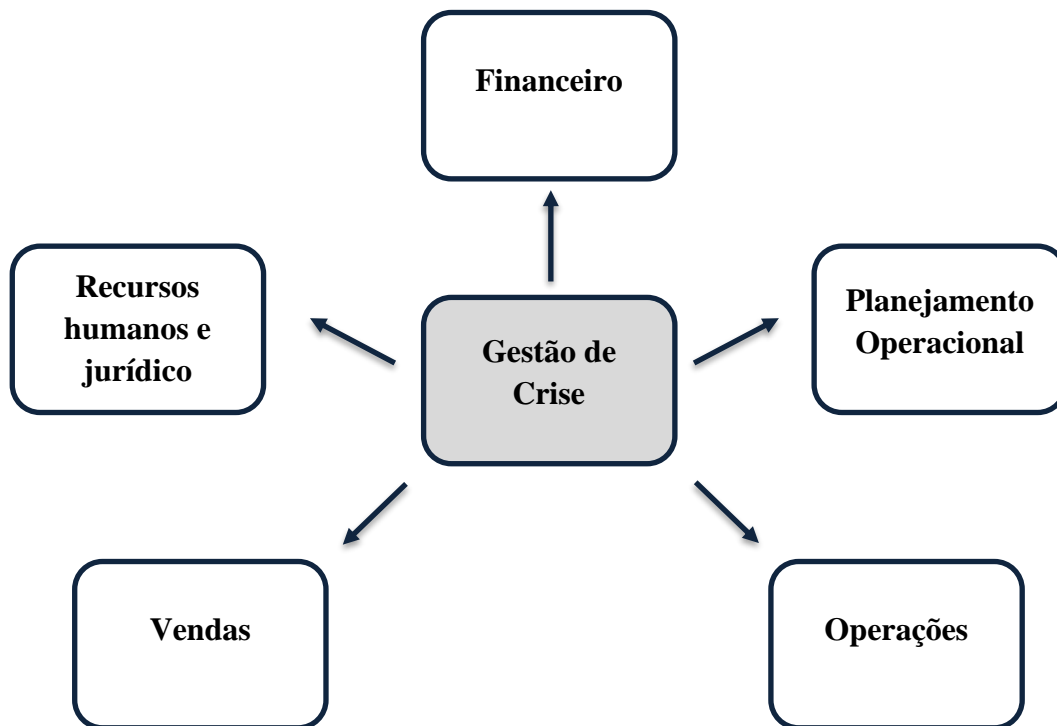 Financeiro
Recursos
humanos e
jurídico
Gestão de
Crise
Planejamento
Operacional
Vendas
Operações